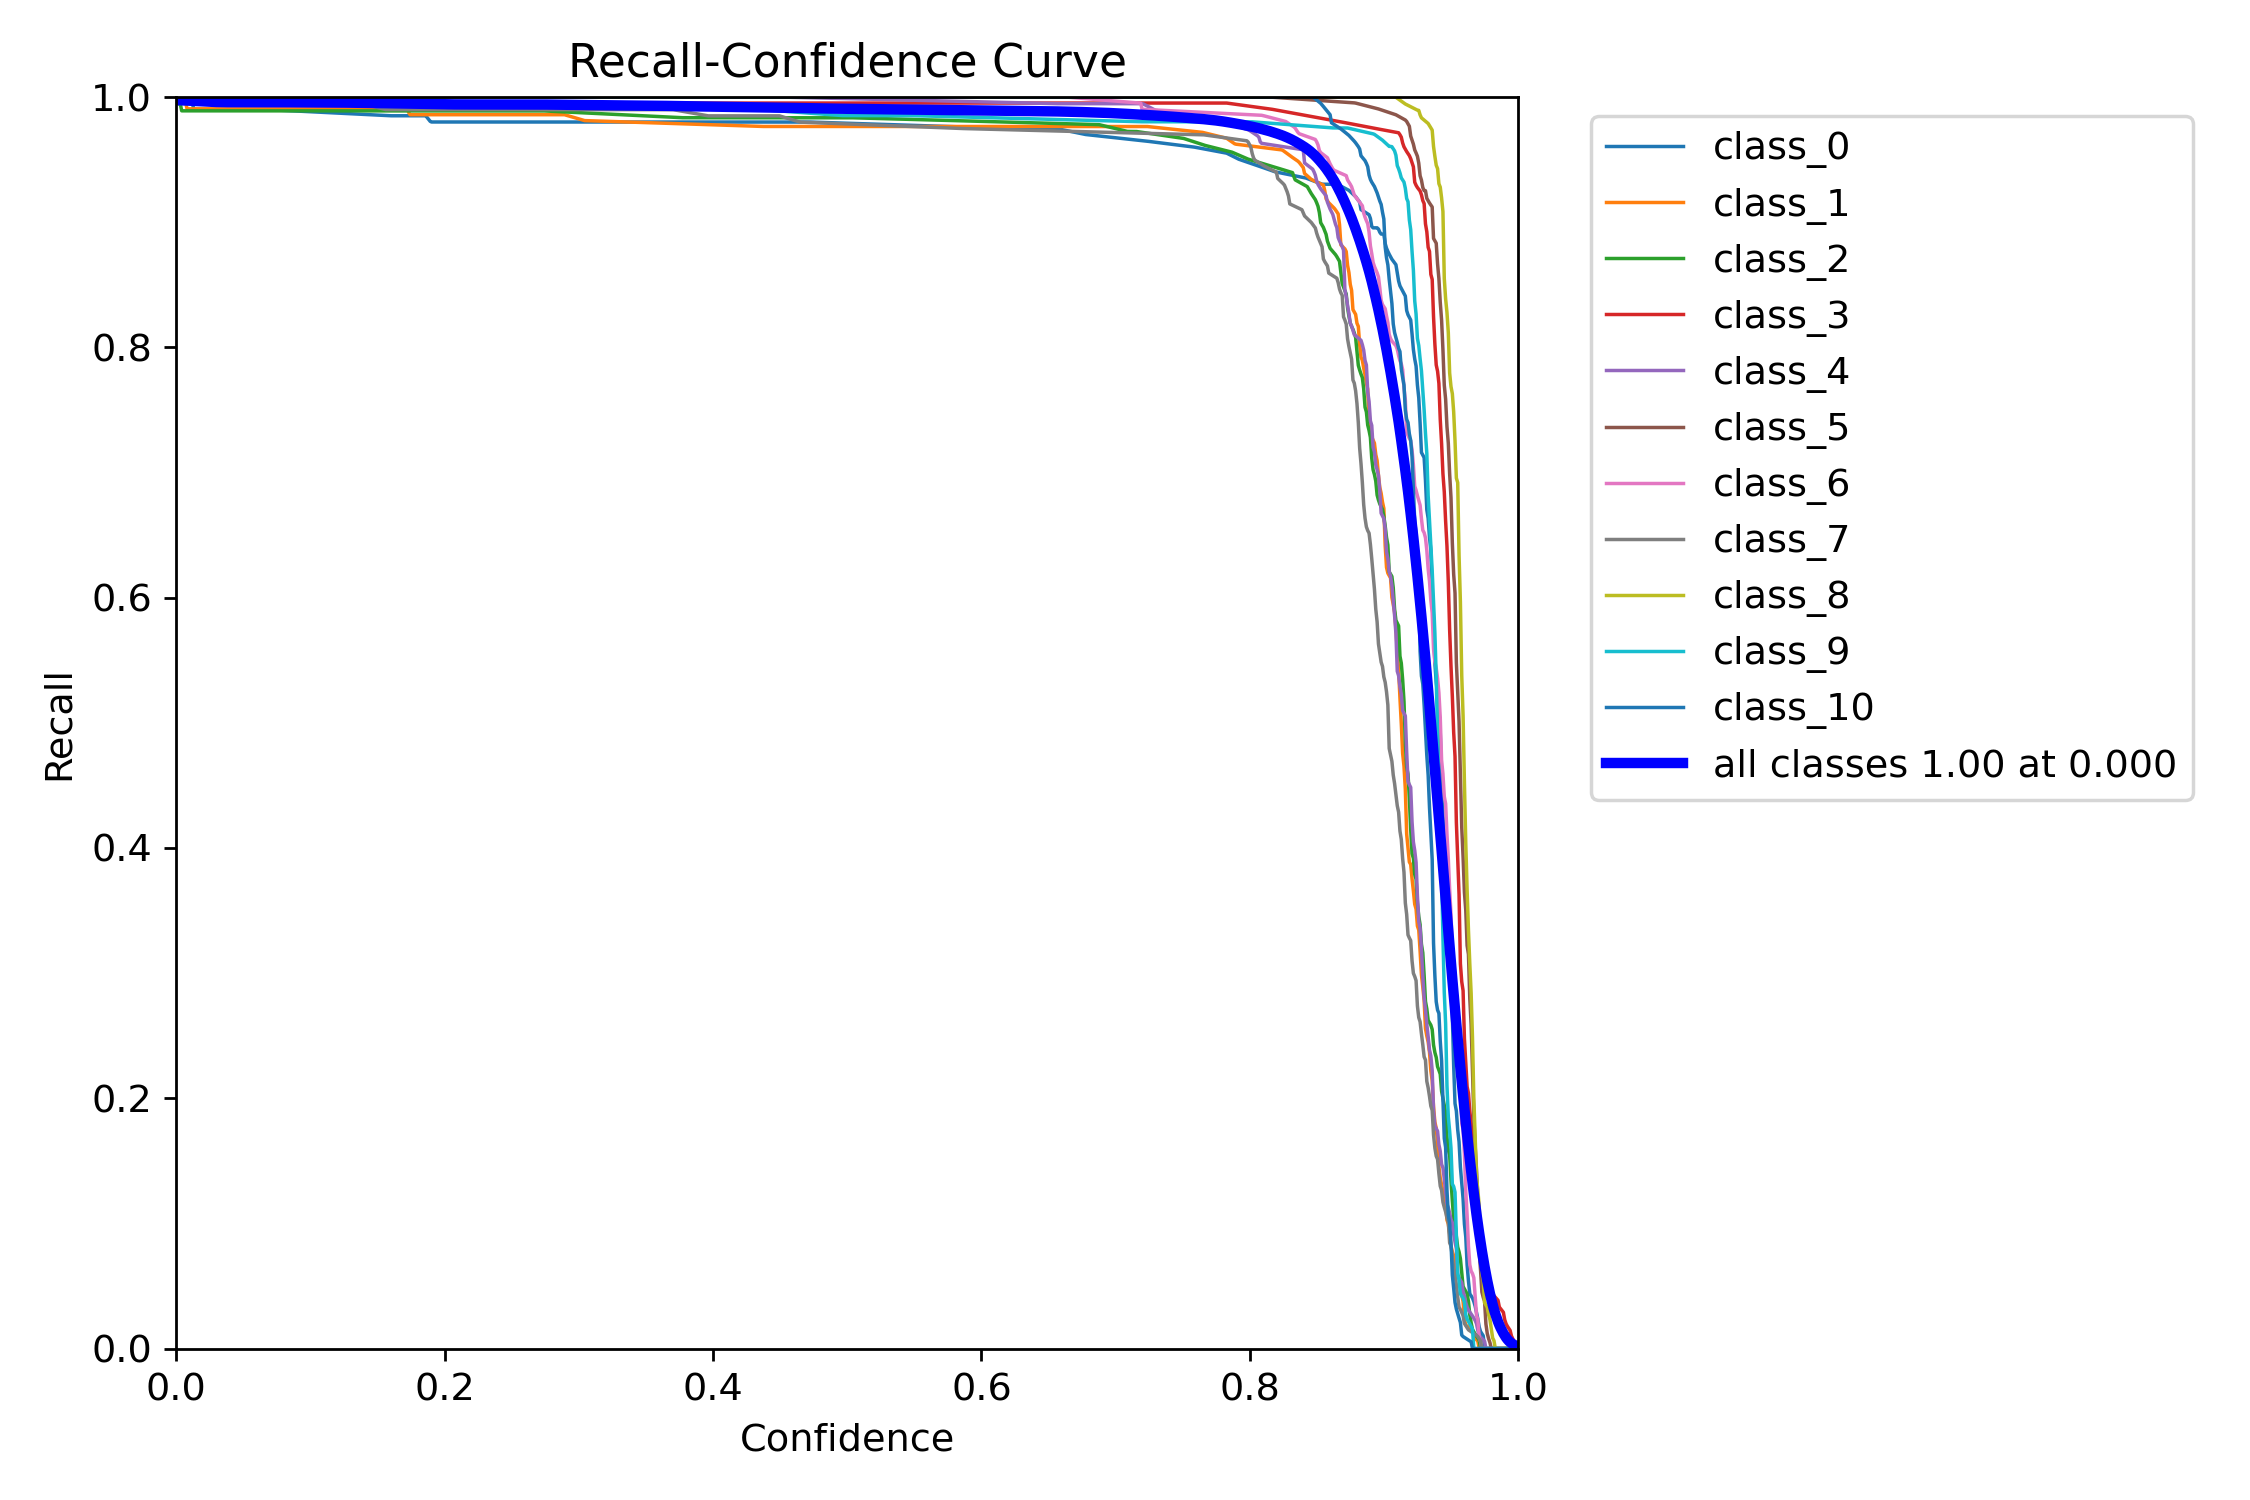 Recall-Confidence Curve
1.0
0.8
0.6
0.4
0.2
0.0
Recall
0.0 0.2 0.4 0.6 0.8 1.0
Confidence
class_0
class_1
class_2
class_3
class_4
class_5
class_6
class_7
class_8
class_9
class_10
all classes 1.00 at 0.000